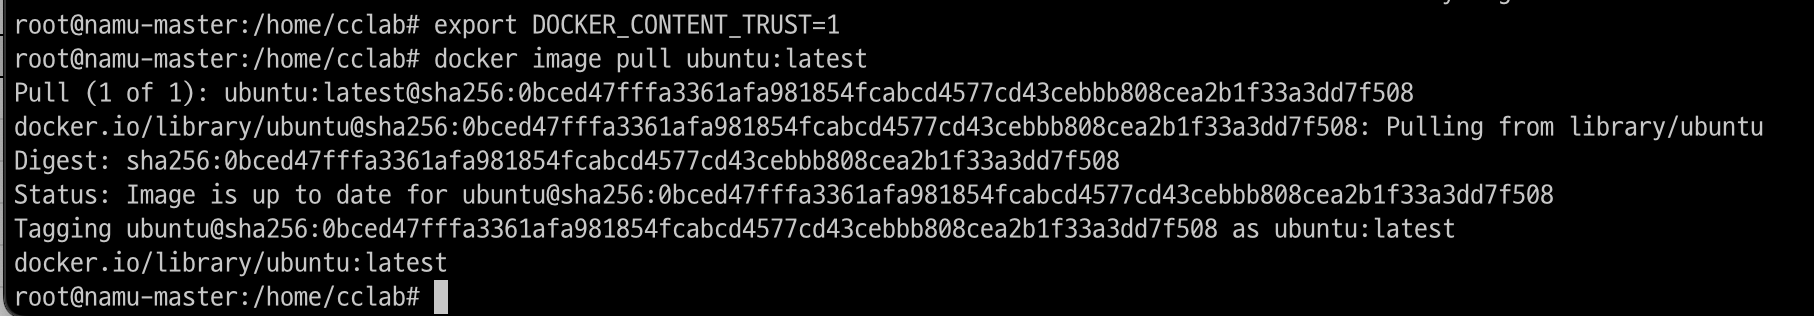 root@namu-master:/home/cclab# export DOCKER_CONTENT_TRUST=1
root@namu-master:/home/cclab# docker image pull ubuntu:latest
Pull (1 of 1): ubuntu:latest@sha256:0bced47fffa3361afa981854fcabcd4577cd43cebbb808cea2b1f33a3dd7f508
docker.io/library/ubuntu@sha256:0bced47fffa3361afa981854fcabcd4577cd43cebbb808cea2b1f33a3dd7f508: Pulling from library/ubuntu
Digest: sha256:0bced47fffa3361afa981854fcabcd4577cd43cebbb808cea2b1f33a3dd7f508
Status: Image is up to date for ubuntu@sha256:0bced47fffa3361afa981854fcabcd4577cd43cebbb808cea2b1f33a3dd7f508
Tagging ubuntu@sha256:0bced47fffa3361afa981854fcabcd4577cd43cebbb808cea2b1f33a3dd7f508 as ubuntu:latest
docker.io/library/ubuntu:latest
root@namu-master:/home/cclab#